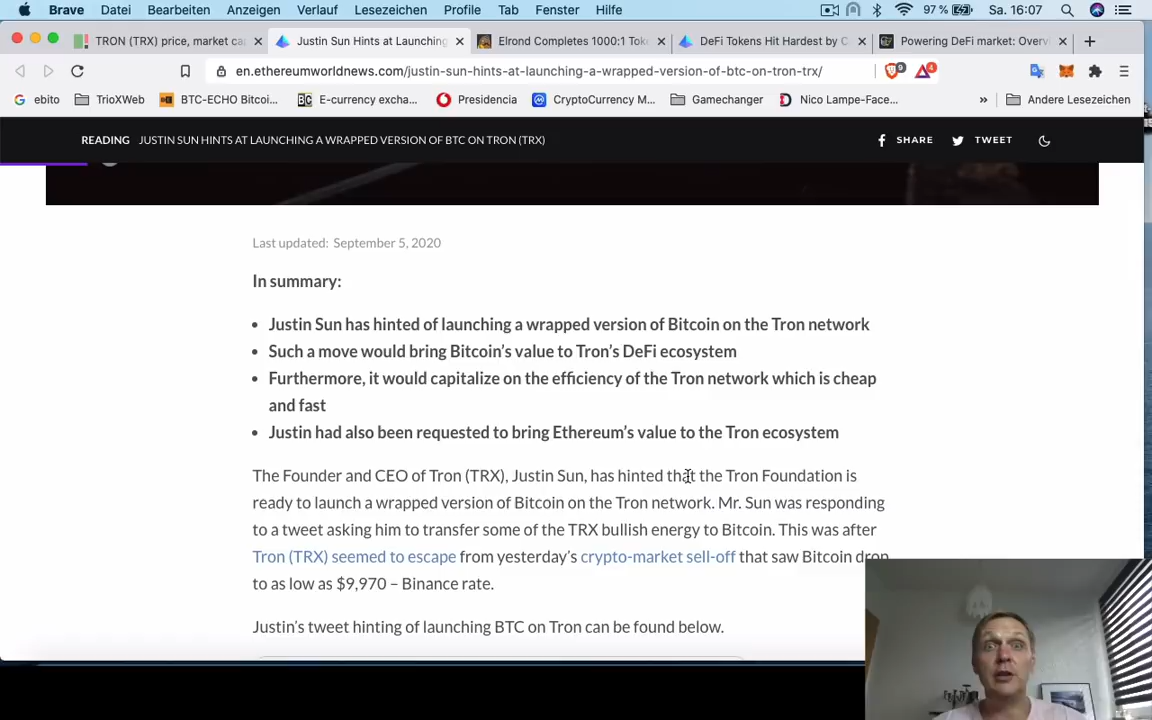 Brave Datei Bearbeiten Anzeigen Verlauf Lesezeichen Profile Tab Fenster Hilfe 97 % Sa. 16:07
TRON (TRX) price, market ca Justin Sun Hints at Launching Elrond Completes 1000:1 Tok DeFi Tokens Hit Hardest by C Powering DeFi market: Overv
en.ethereumworldnews.com/justin-sun-hints-at-launching-a-wrapped-version-of-btc-on-tron-trx/ 9 4
ebito TrioXWeb BTC-ECHO Bitcoi... E-currency excha... Presidencia CryptoCurrency M... Gamechanger Nico Lampe-Face... » Andere Lesezeichen
READING JUSTIN SUN HINTS AT LAUNCHING A WRAPPED VERSION OF BTC ON TRON (TRX) SHARE TWEET
Last updated: September 5, 2020
In summary:
• Justin Sun has hinted of launching a wrapped version of Bitcoin on the Tron network
• Such a move would bring Bitcoin’s value to Tron’s DeFi ecosystem
• Furthermore, it would capitalize on the efficiency of the Tron network which is cheap
and fast
• Justin had also been requested to bring Ethereum’s value to the Tron ecosystem
The Founder and CEO of Tron (TRX), Justin Sun, has hinted that the Tron Foundation is
ready to launch a wrapped version of Bitcoin on the Tron network. Mr. Sun was responding
to a tweet asking him to transfer some of the TRX bullish energy to Bitcoin. This was after
Tron (TRX) seemed to escape from yesterday’s crypto-market sell-off that saw Bitcoin drop
to as low as $9,970 – Binance rate.
Justin’s tweet hinting of launching BTC on Tron can be found below.